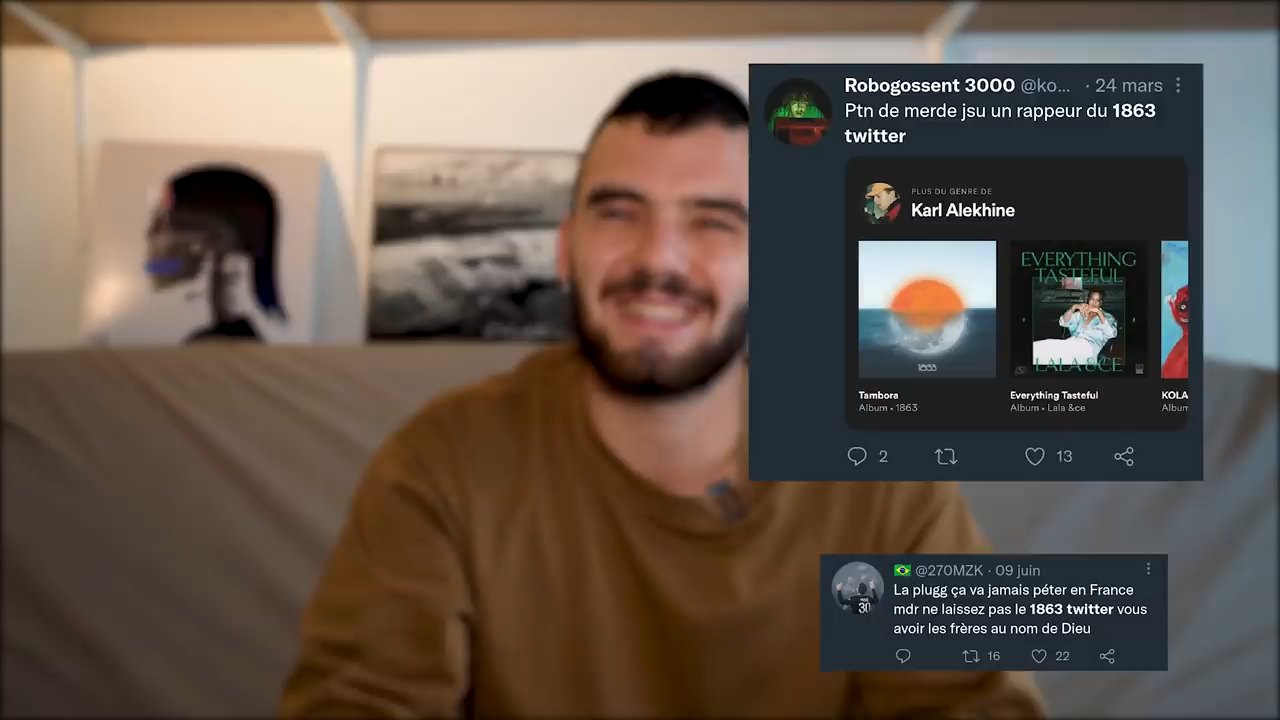 Robogossent 3000 @ko... · 24 mars
Ptn de merde jsu un rappeur du 1863
twitter
PLUS DU GENRE DE
Karl Alekhine
EVERYTHING
TASTEFUL
1863
LALA &CE
Tambora
Album • 1863
Everything Tasteful
Album • Lala &ce
KOLA
Album
2
13
@270MZK · 09 juin
30
La plugg ça va jamais péter en France
mdr ne laissez pas le 1863 twitter vous
avoir les frères au nom de Dieu
16
22